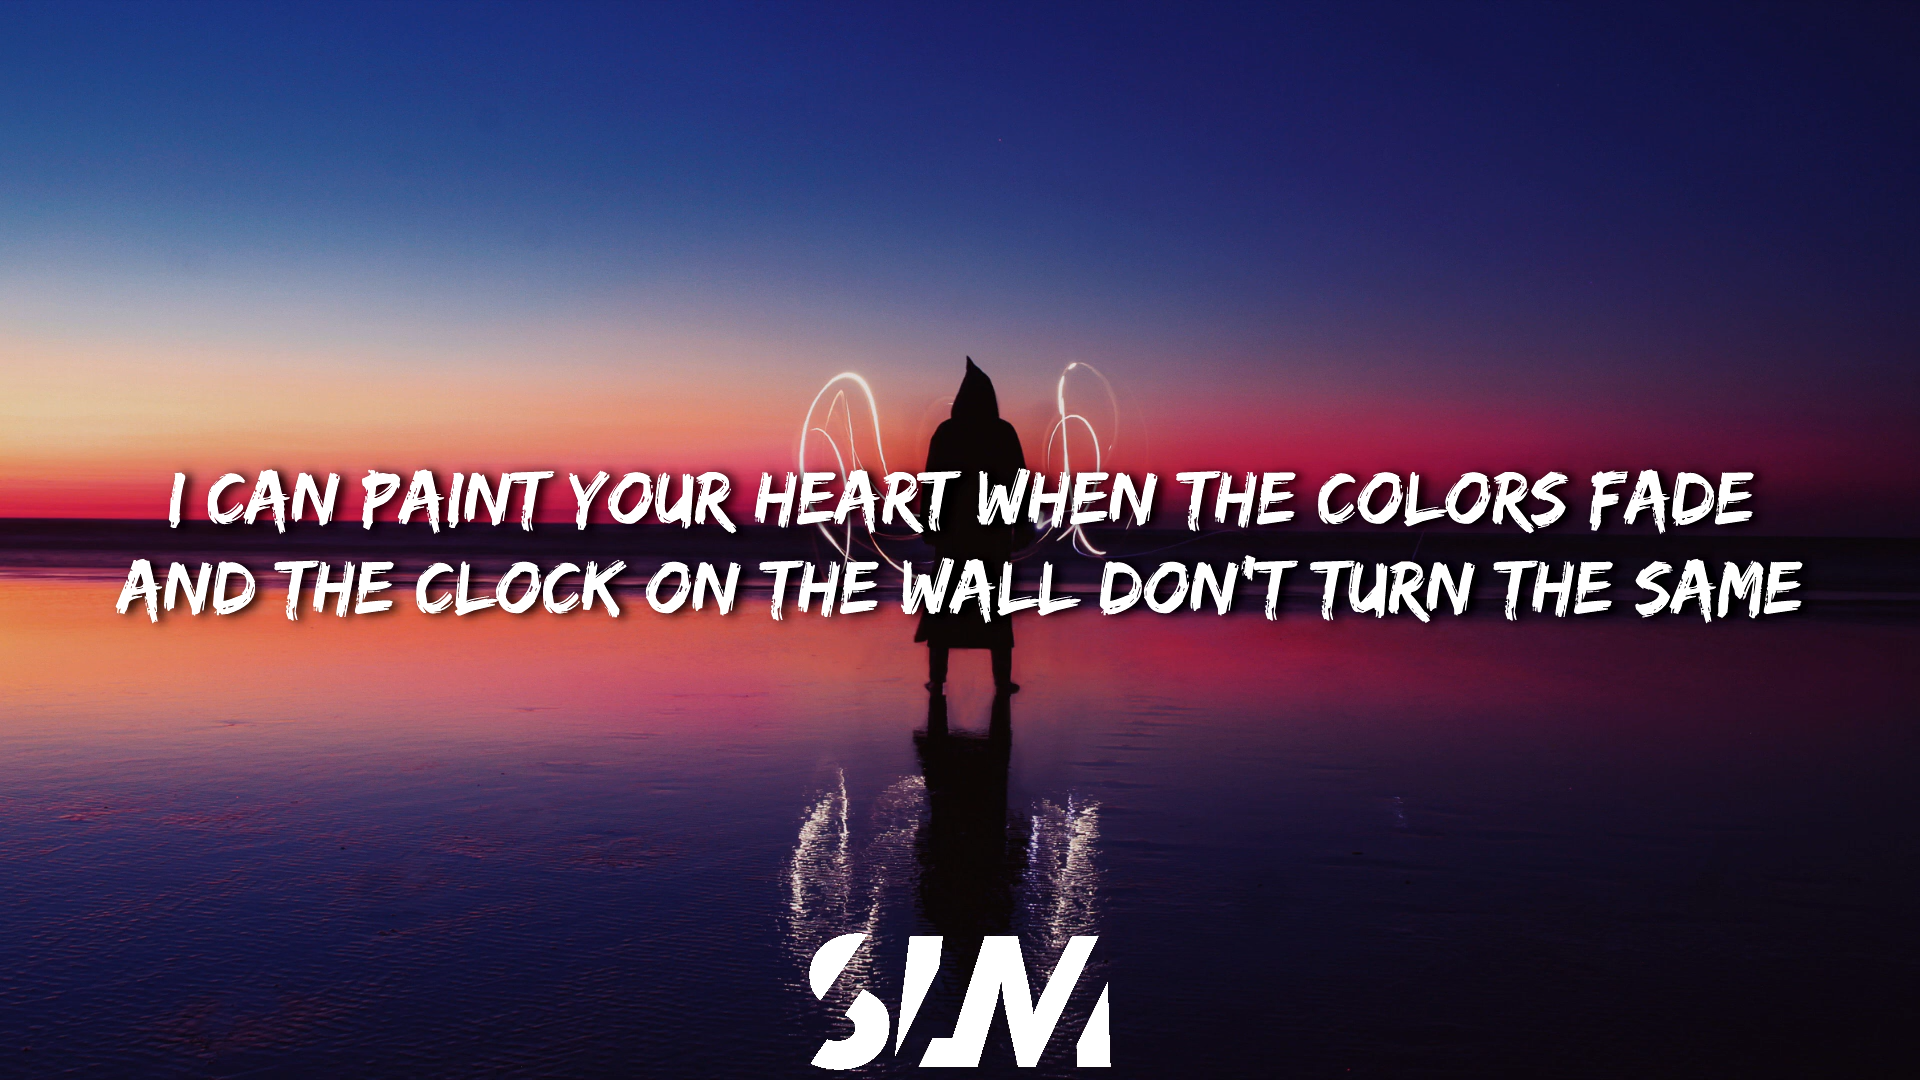 I CAN PAINT YOUR HEART WHEN THE COLORS FADE
AND THE CLOCK ON THE WALL DON'T TURN THE SAME
SLM